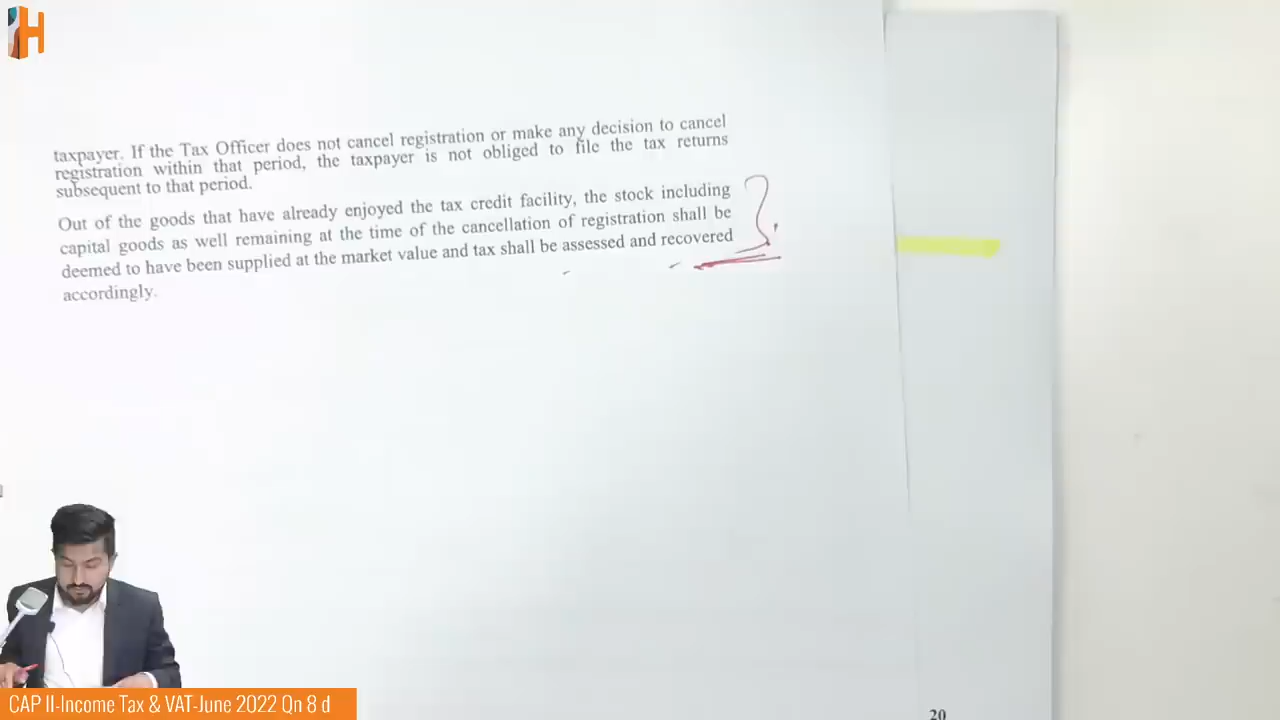 H
taxpayer. If the Tax Officer does not cancel registration or make any decision to cancel
registration within that period, the taxpayer is not obliged to file the tax returns
subsequent to that period.
Out of the goods that have already enjoyed the tax credit facility, the stock including
capital goods as well remaining at the time of the cancellation of registration shall be
deemed to have been supplied at the market value and tax shall be assessed and recovered
accordingly.
CAP II-Income Tax & VAT-June 2022 Qn 8 d
20